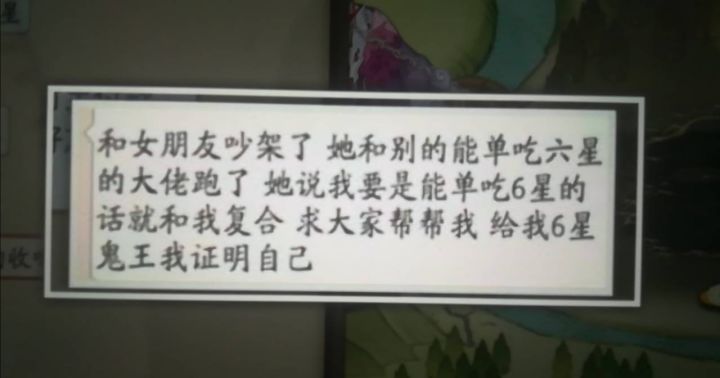 星
和女朋友吵架了 她和别的能单吃六星
的大佬跑了 她说我要是能单吃6星的
话就和我复合 求大家帮帮我 给我6星
鬼王我证明自己
收